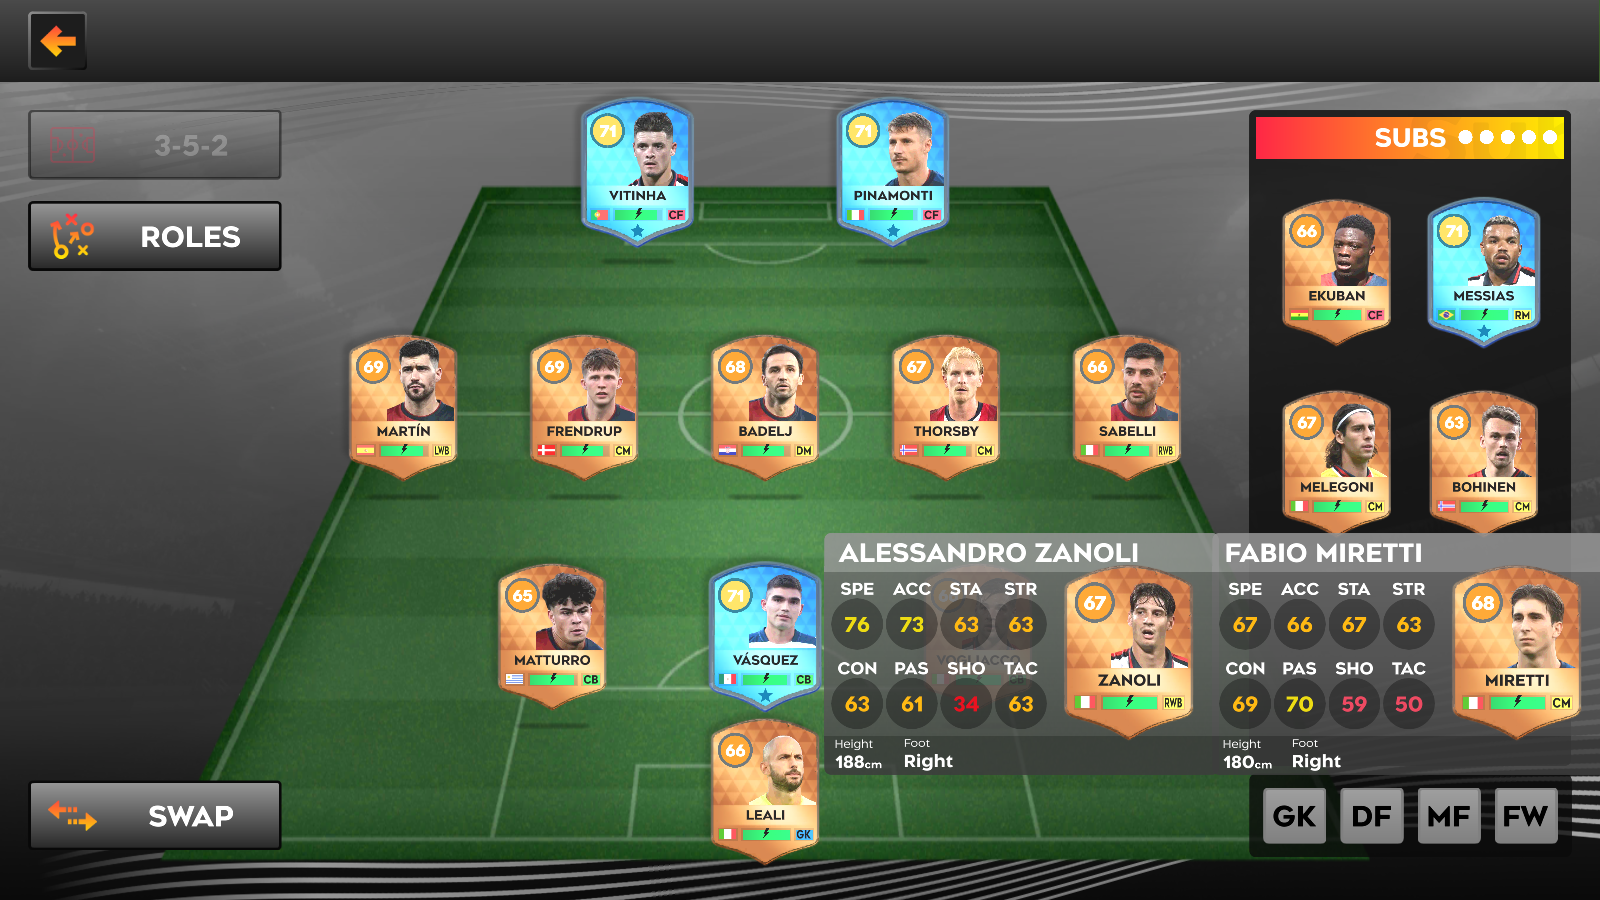 3-5-2
ROLES
SWAP
71
VITINHA
CF
71
PINAMONTI
CF
69
MARTÍN
LWB
69
FRENDRUP
CM
68
BADELJ
DM
67
THORSBY
CM
66
SABELLI
RWB
65
MATTURRO
CB
71
VÁSQUEZ
CB
VOGLIACCO
66
LEALI
GK
SUBS
66
EKUBAN
CF
71
MESSIAS
RM
67
MELEGONI
CM
63
BOHINEN
CM
ALESSANDRO ZANOLI
SPE ACC STA STR
76 73 63 63
CON PAS SHO TAC
63 61 34 63
Height Foot
188cm Right
67
ZANOLI
RWB
FABIO MIRETTI
SPE ACC STA STR
67 66 67 63
CON PAS SHO TAC
69 70 59 50
Height Foot
180cm Right
68
MIRETTI
CM
GK DF MF FW